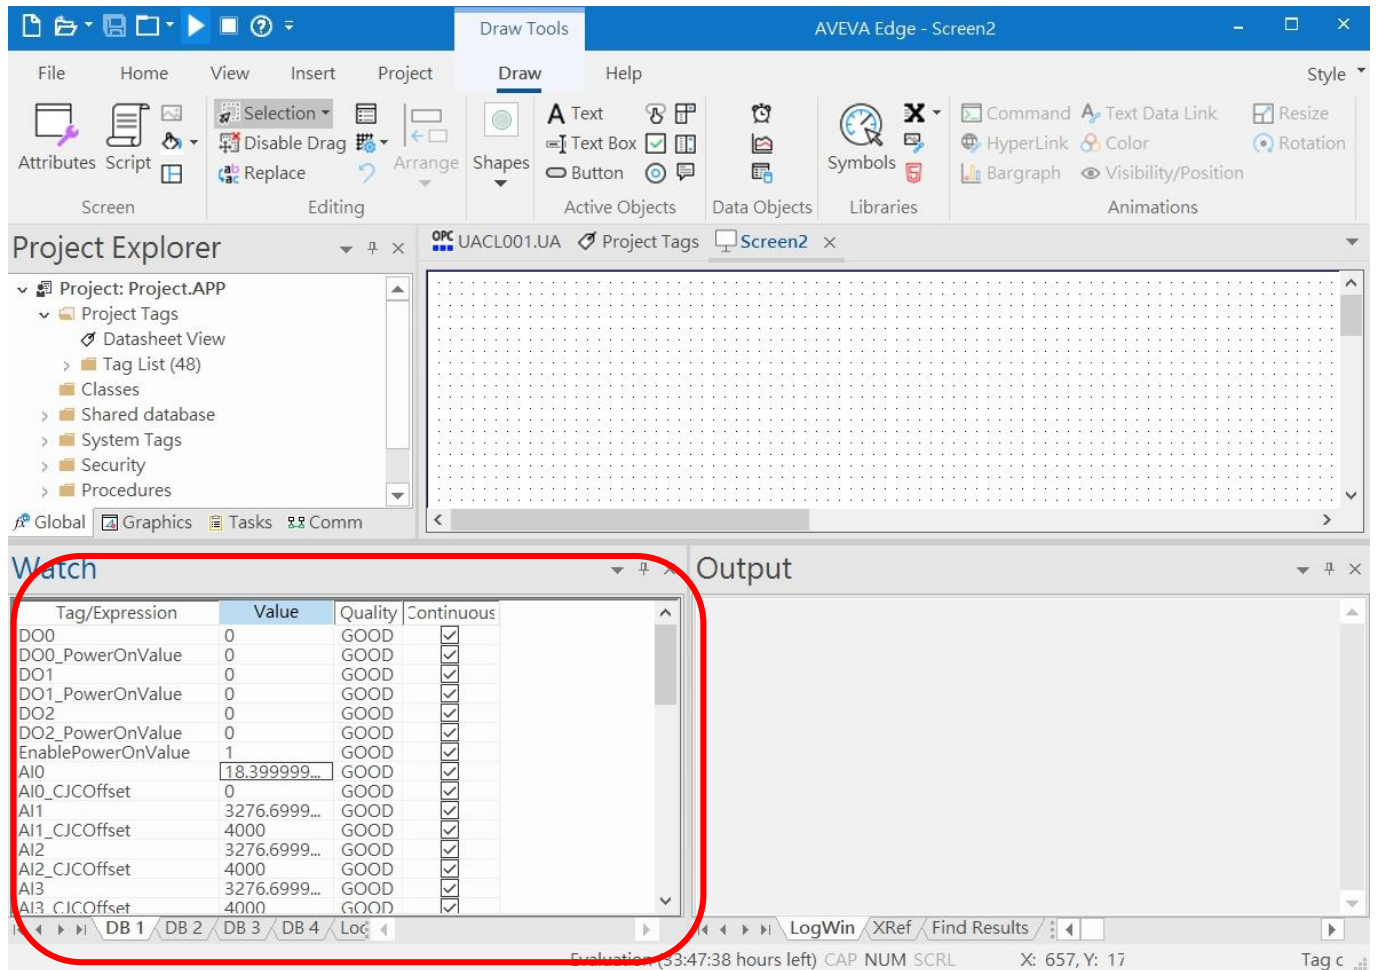 Draw Tools
AVEVA Edge - Screen2
File Home View Insert Project Draw Help Style
Attributes Script Selection Disable Drag Replace Arrange Shapes Text Text Box Button Symbols Command HyperLink Bargraph Text Data Link Color Visibility/Position Resize Rotation
Screen Editing Active Objects Data Objects Libraries Animations
Project Explorer
OPC UACL001.UA Project Tags Screen2
Project: Project.APP
Project Tags
Datasheet View
Tag List (48)
Classes
Shared database
System Tags
Security
Procedures
Global Graphics Tasks Comm
Watch
Output
Tag/Expression Value Quality Continuous
DO0 0 GOOD
DO0_PowerOnValue 0 GOOD
DO1 0 GOOD
DO1_PowerOnValue 0 GOOD
DO2 0 GOOD
DO2_PowerOnValue 0 GOOD
EnablePowerOnValue 1 GOOD
AI0 18.399999... GOOD
AI0_CJCOffset 0 GOOD
AI1 3276.6999... GOOD
AI1_CJCOffset 4000 GOOD
AI2 3276.6999... GOOD
AI2_CJCOffset 4000 GOOD
AI3 3276.6999... GOOD
AI3_CJCOffset 4000 GOOD
DB 1 DB 2 DB 3 DB 4 Loc
LogWin XRef Find Results
Evaluation (33:47:38 hours left) CAP NUM SCRL X: 657, Y: 17 Tag c